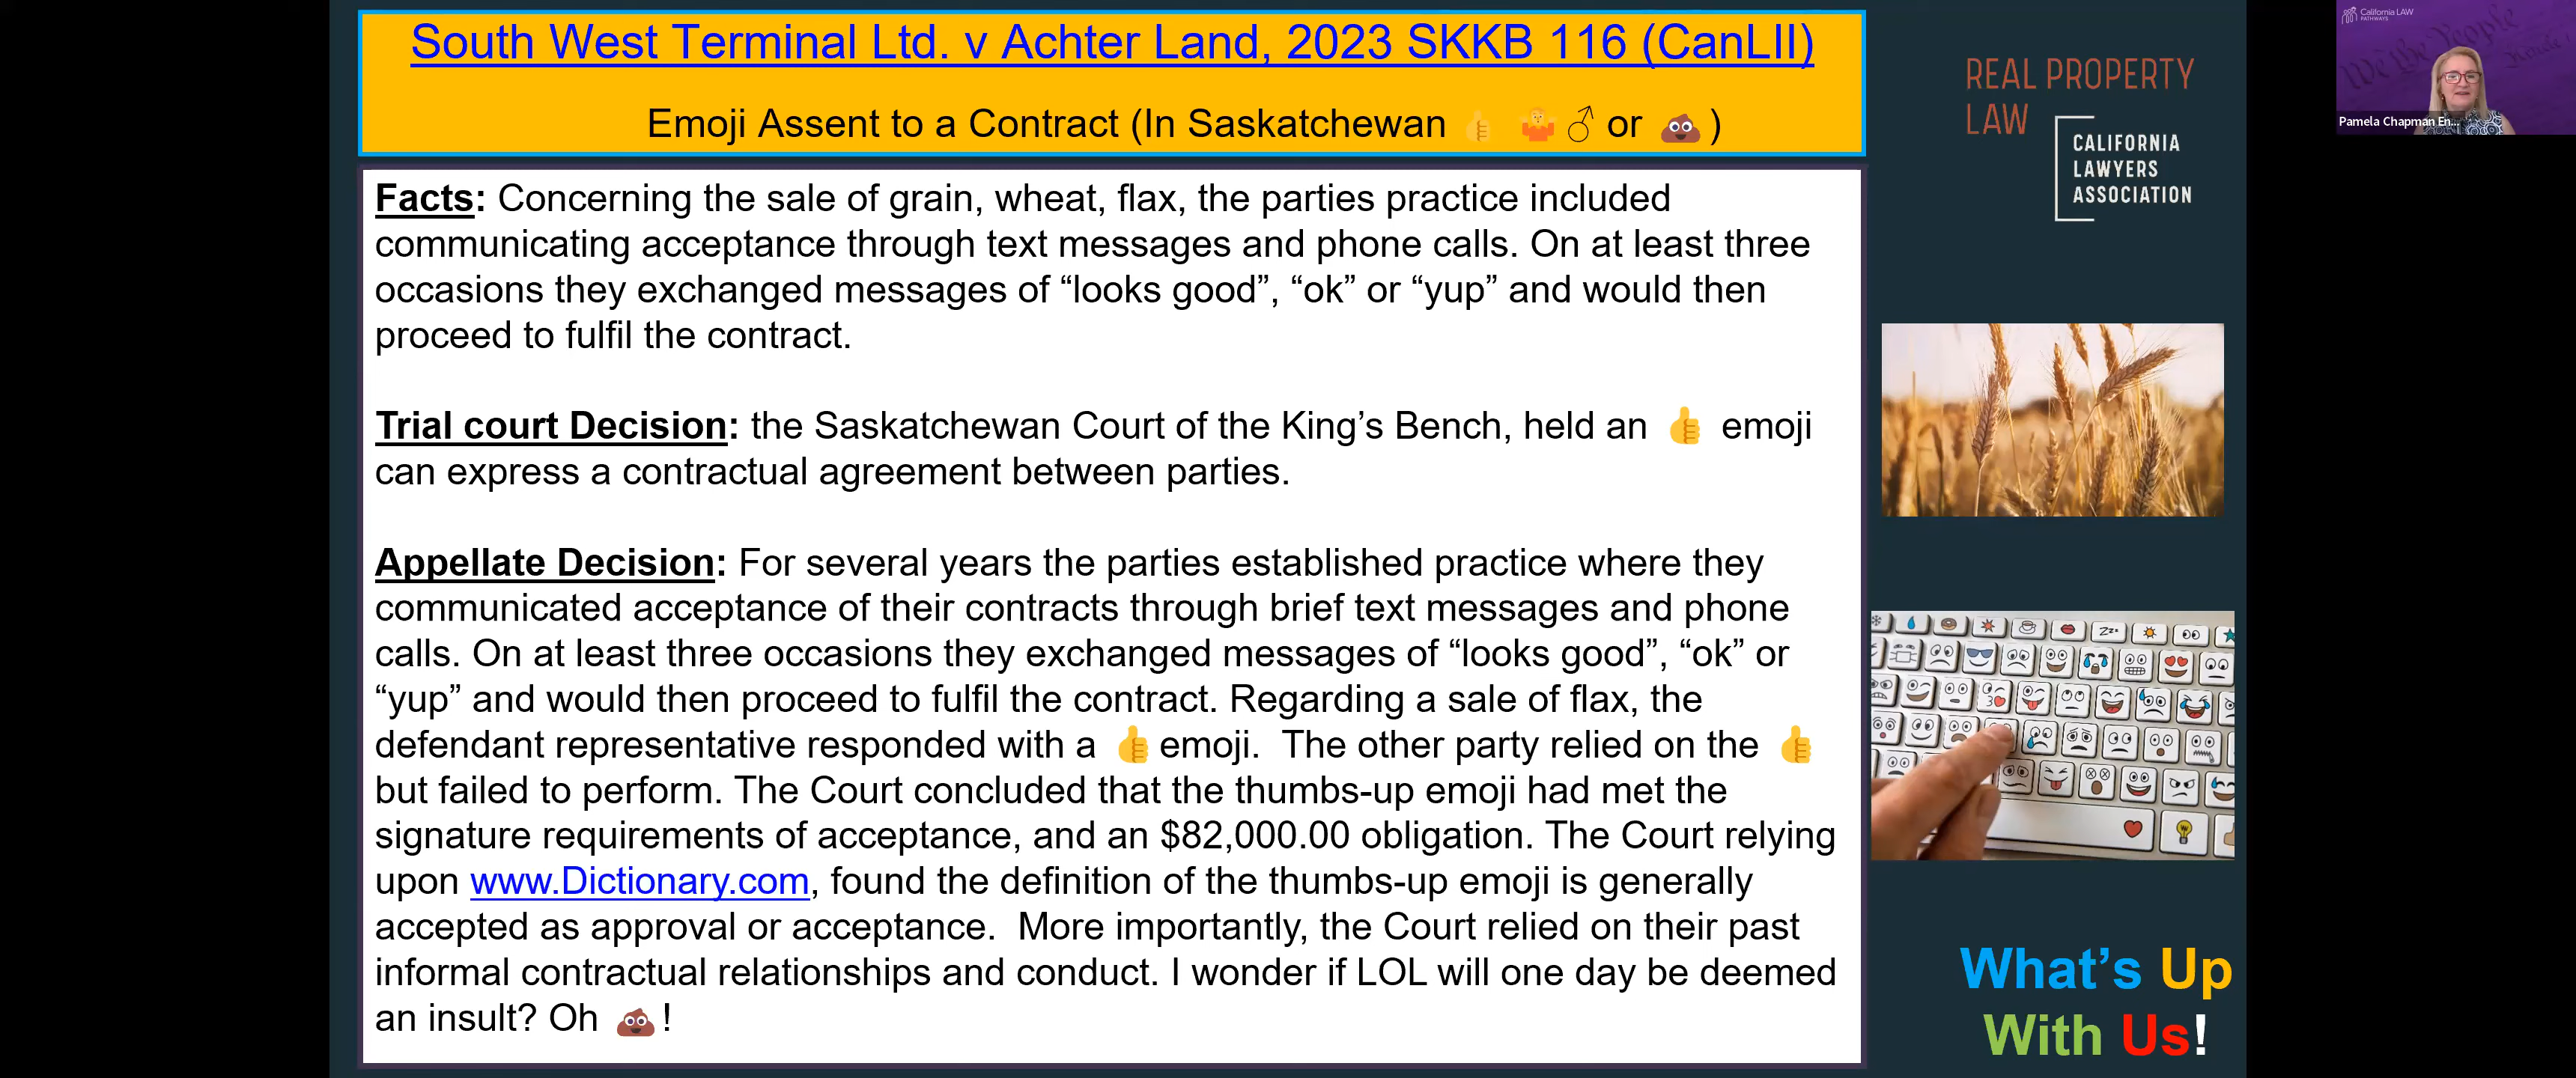 South West Terminal Ltd. v Achter Land, 2023 SKKB 116 (CanLII)
Emoji Assent to a Contract (In Saskatchewan 👍 🤷♂ or 💩 )
Facts: Concerning the sale of grain, wheat, flax, the parties practice included
communicating acceptance through text messages and phone calls. On at least three
occasions they exchanged messages of “looks good”, “ok” or “yup” and would then
proceed to fulfil the contract.
Trial court Decision: the Saskatchewan Court of the King’s Bench, held an 👍 emoji
can express a contractual agreement between parties.
Appellate Decision: For several years the parties established practice where they
communicated acceptance of their contracts through brief text messages and phone
calls. On at least three occasions they exchanged messages of “looks good”, “ok” or
“yup” and would then proceed to fulfil the contract. Regarding a sale of flax, the
defendant representative responded with a 👍 emoji. The other party relied on the 👍
but failed to perform. The Court concluded that the thumbs-up emoji had met the
signature requirements of acceptance, and an $82,000.00 obligation. The Court relying
upon www.Dictionary.com, found the definition of the thumbs-up emoji is generally
accepted as approval or acceptance. More importantly, the Court relied on their past
informal contractual relationships and conduct. I wonder if LOL will one day be deemed
an insult? Oh 💩 !
REAL PROPERTY
LAW
CALIFORNIA
LAWYERS
ASSOCIATION
What’s Up
With Us!
California LAW
PATHWAYS
We the People
Pamela Chapman En...